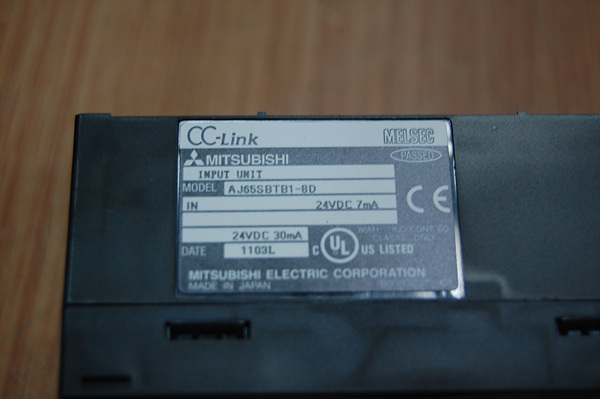 CC-Link MELSEC
MITSUBISHI PASSED
INPUT UNIT
MODEL AJ65SBTB1-8D
IN 24VDC 7mA
CE
24VDC 30mA
DATE 1103L C UL US LISTED
MITSUBISHI ELECTRIC CORPORATION
MADE IN JAPAN